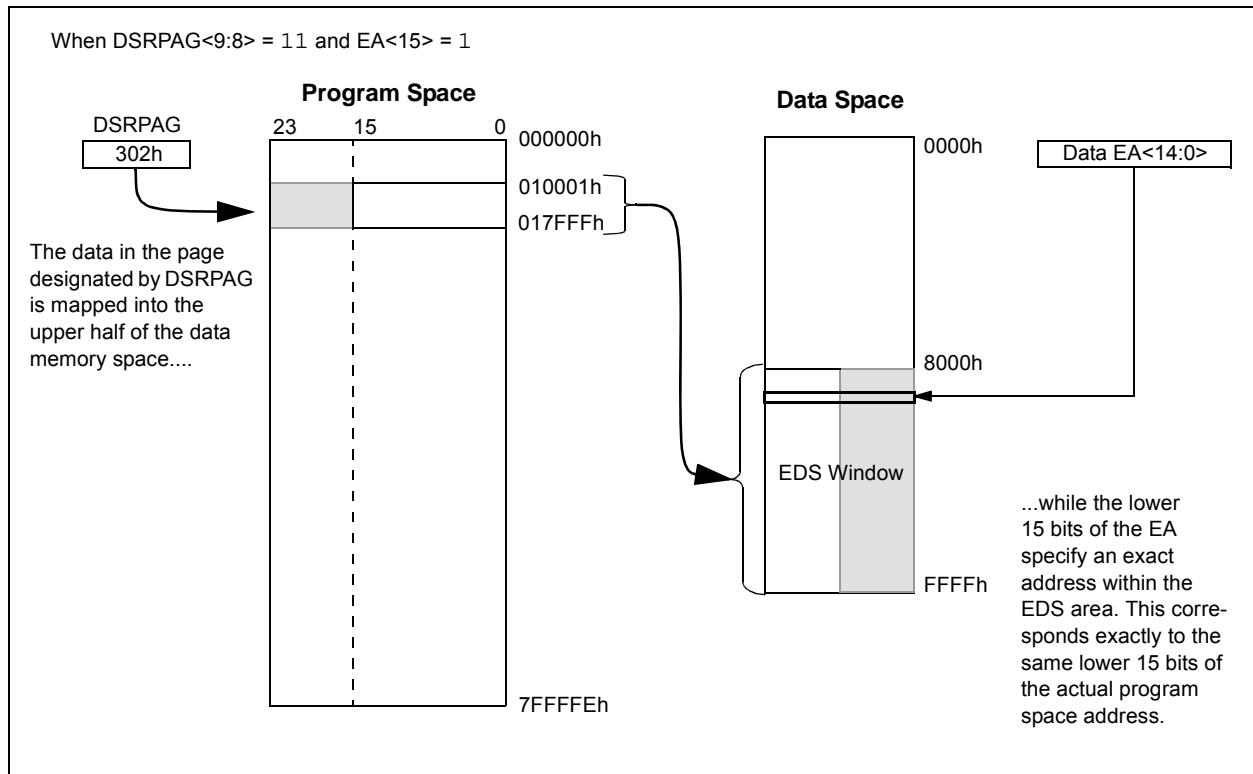 When DSRPAG<9:8> = 11 and EA<15> = 1
Program Space
Data Space
DSRPAG
302h
23
15
0
000000h
010001h
017FFFh
7FFFFEh
The data in the page
designated by DSRPAG
is mapped into the
upper half of the data
memory space....
0000h
8000h
EDS Window
FFFFh
Data EA<14:0>
...while the lower
15 bits of the EA
specify an exact
address within the
EDS area. This corre-
sponds exactly to the
same lower 15 bits of
the actual program
space address.